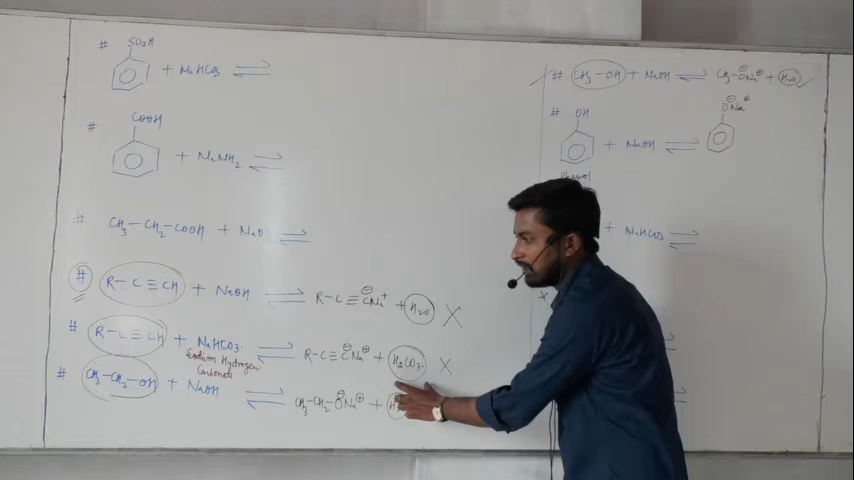 # SO3H
+ NaHCO3 ⇌
# COOH
+ NaNH2 ⇌
# CH3-CH2-COOH + NaO ⇌
# R-C≡CH + NaOH ⇌ R-C≡C⊖Na+ + H2O X
# R-C≡CH + NaHCO3. ⇌ R-C≡C⊖Na⊕ + H2CO3. X
Sodium Hydrogen
Carbonate
# CH3-CH2-OH + NaOH ⇌ CH3-CH2-O⊖Na⊕ +
# CH3-OH + NaOH ⇌ CH3-O⊖Na⊕ + H2O ✓
# OH O⊖Na⊕
+ NaOH ⇌
Phenol
+ NaHCO3 ⇌